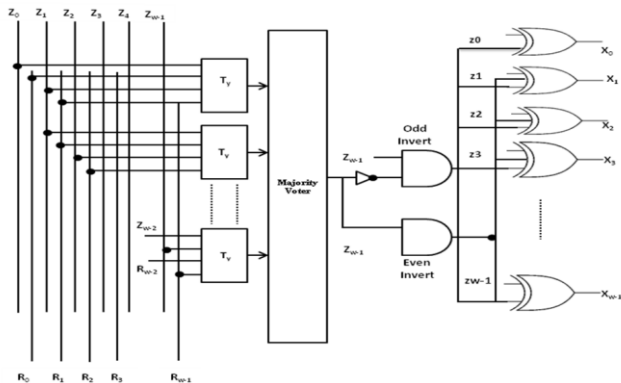 Z0 Z1 Z2 Z3 Z4 Zw-1
TY
TY
TY
Zw-2
Rw-2
Majority
Voter
Odd
Invert
Zw-1
Zw-1
Even
Invert
z0
z1
z2
z3
zw-1
X0
X1
X2
X3
Xw-1
R0 R1 R2 R3 Rw-1